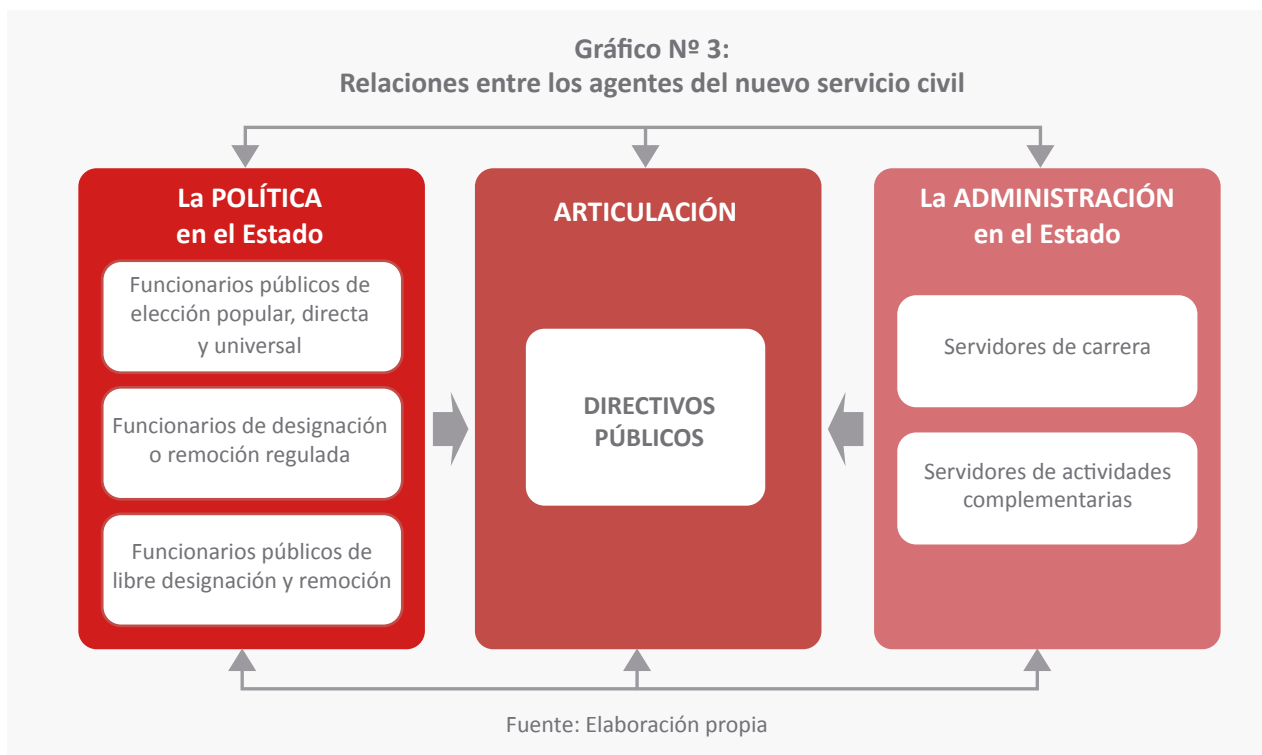 Gráfico Nº 3:
Relaciones entre los agentes del nuevo servicio civil
La POLÍTICA
en el Estado
Funcionarios públicos de
elección popular, directa
y universal
Funcionarios de designación
o remoción regulada
Funcionarios públicos de
libre designación y remoción
ARTICULACIÓN
DIRECTIVOS
PÚBLICOS
La ADMINISTRACIÓN
en el Estado
Servidores de carrera
Servidores de actividades
complementarias
Fuente: Elaboración propia